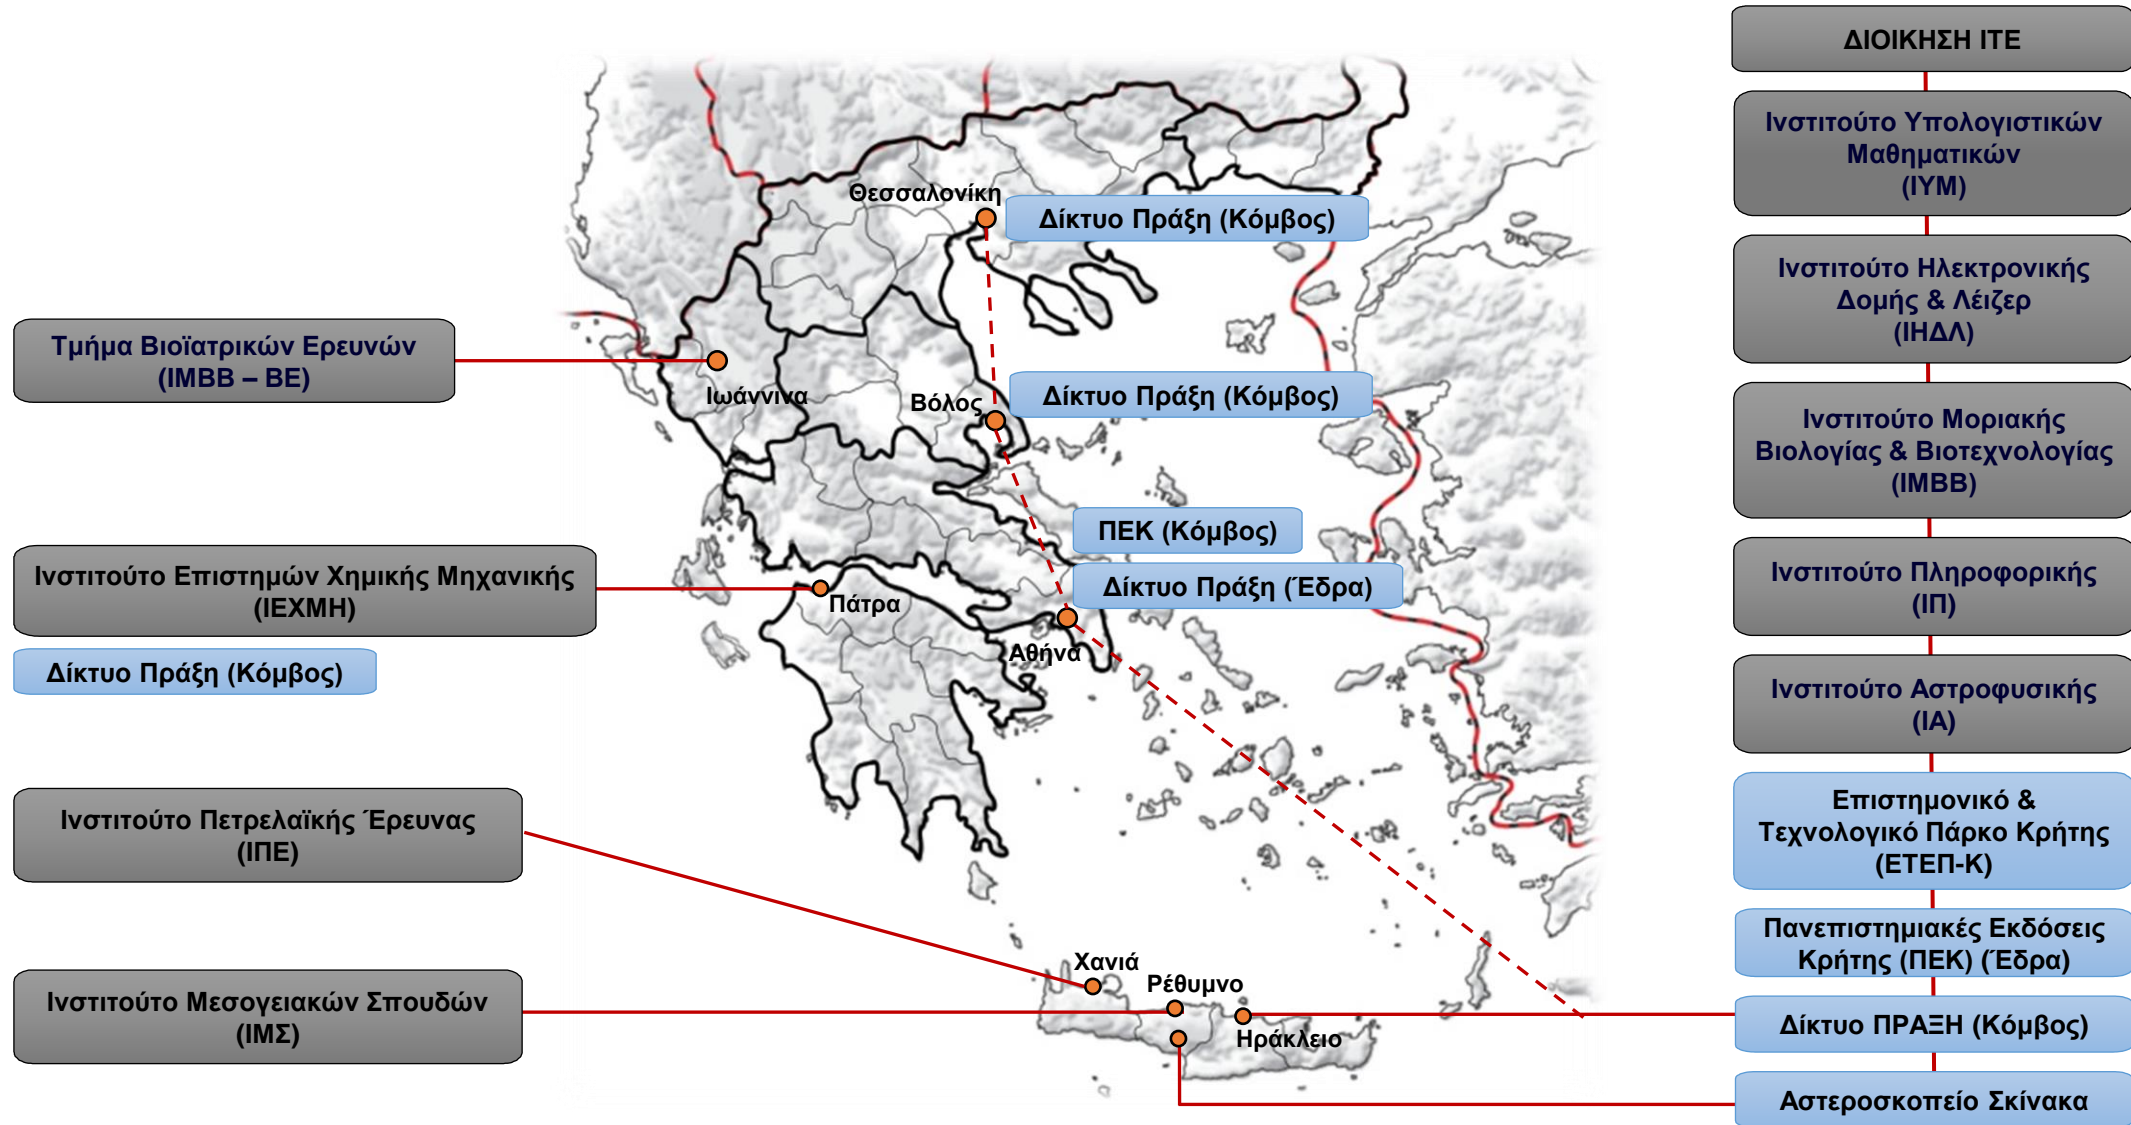 ΔΙΟΙΚΗΣΗ ΙΤΕ
Ινστιτούτο Υπολογιστικών
Μαθηματικών
(ΙΥΜ)
Θεσσαλονίκη
Δίκτυο Πράξη (Κόμβος)
Ινστιτούτο Ηλεκτρονικής
Δομής & Λέιζερ
(ΙΗΔΛ)
Τμήμα Βιοϊατρικών Ερευνών
(ΙΜΒΒ – ΒΕ)
Ιωάννινα
Βόλος
Δίκτυο Πράξη (Κόμβος)
Ινστιτούτο Μοριακής
Βιολογίας & Βιοτεχνολογίας
(ΙΜΒΒ)
ΠΕΚ (Κόμβος)
Δίκτυο Πράξη (Έδρα)
Ινστιτούτο Επιστημών Χημικής Μηχανικής
(ΙΕΧΜΗ)
Πάτρα
Αθήνα
Ινστιτούτο Πληροφορικής
(ΙΠ)
Δίκτυο Πράξη (Κόμβος)
Ινστιτούτο Αστροφυσικής
(ΙΑ)
Ινστιτούτο Πετρελαϊκής Έρευνας
(ΙΠΕ)
Επιστημονικό &
Τεχνολογικό Πάρκο Κρήτης
(ΕΤΕΠ-Κ)
Χανιά
Ρέθυμνο
Ηράκλειο
Πανεπιστημιακές Εκδόσεις
Κρήτης (ΠΕΚ) (Έδρα)
Ινστιτούτο Μεσογειακών Σπουδών
(ΙΜΣ)
Δίκτυο ΠΡΑΞΗ (Κόμβος)
Αστεροσκοπείο Σκίνακα